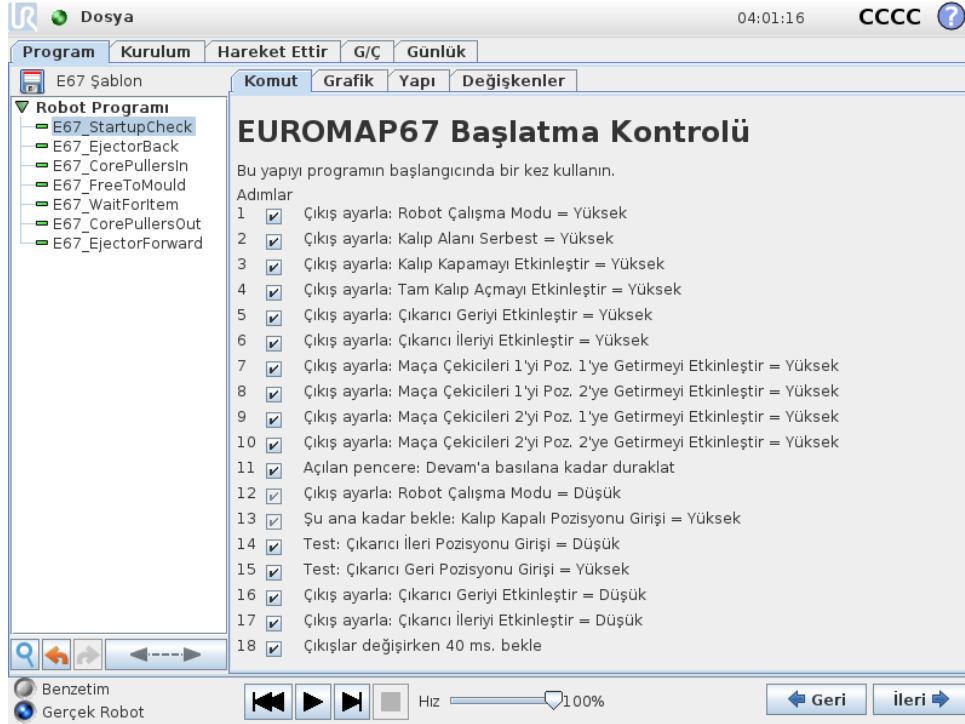 UR Dosya 04:01:16 CCCC ?
Program Kurulum Hareket Ettir G/Ç Günlük
E67 Şablon
Komut Grafik Yapı Değişkenler
Robot Programı
E67_StartupCheck
E67_EjectorBack
E67_CorePullersIn
E67_FreeToMould
E67_WaitForItem
E67_CorePullersOut
E67_EjectorForward
EUROMAP67 Başlatma Kontrolü
Bu yapıyı programın başlangıcında bir kez kullanın.
Adımlar
1 Çıkış ayarla: Robot Çalışma Modu = Yüksek
2 Çıkış ayarla: Kalıp Alanı Serbest = Yüksek
3 Çıkış ayarla: Kalıp Kapamayı Etkinleştir = Yüksek
4 Çıkış ayarla: Tam Kalıp Açmayı Etkinleştir = Yüksek
5 Çıkış ayarla: Çıkarıcı Geriyi Etkinleştir = Yüksek
6 Çıkış ayarla: Çıkarıcı İleriyi Etkinleştir = Yüksek
7 Çıkış ayarla: Maça Çekicileri 1'yi Poz. 1'ye Getirmeyi Etkinleştir = Yüksek
8 Çıkış ayarla: Maça Çekicileri 1'yi Poz. 2'ye Getirmeyi Etkinleştir = Yüksek
9 Çıkış ayarla: Maça Çekicileri 2'yi Poz. 1'ye Getirmeyi Etkinleştir = Yüksek
10 Çıkış ayarla: Maça Çekicileri 2'yi Poz. 2'ye Getirmeyi Etkinleştir = Yüksek
11 Açılan pencere: Devam'a basılana kadar duraklat
12 Çıkış ayarla: Robot Çalışma Modu = Düşük
13 Şu ana kadar bekle: Kalıp Kapalı Pozisyonu Girişi = Yüksek
14 Test: Çıkarıcı İleri Pozisyonu Girişi = Düşük
15 Test: Çıkarıcı Geri Pozisyonu Girişi = Yüksek
16 Çıkış ayarla: Çıkarıcı Geriyi Etkinleştir = Düşük
17 Çıkış ayarla: Çıkarıcı İleriyi Etkinleştir = Düşük
18 Çıkışlar değişirken 40 ms. bekle
Benzetim
Gerçek Robot
Hız 100%
Geri İleri